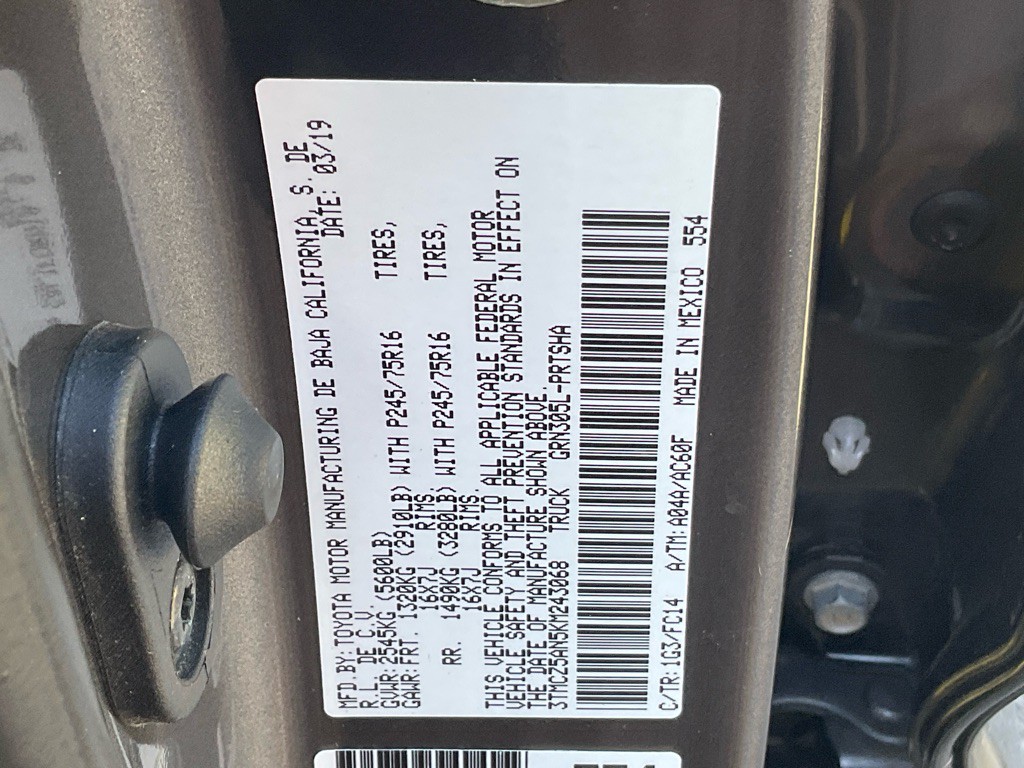 MFD.BY:TOYOTA MOTOR MANUFACTURING DE BAJA CALIFORNIA, S. DE
R.L. DE C.V. DATE: 03/19
GVWR:2545KG (5600LB)
GAWR:FRT. 1320KG (2910LB) WITH P245/75R16 TIRES,
16X7J RIMS,
RR. 1490KG (3280LB) WITH P245/75R16 TIRES,
16X7J RIMS.
THIS VEHICLE CONFORMS TO ALL APPLICABLE FEDERAL MOTOR
VEHICLE SAFETY AND THEFT PREVENTION STANDARDS IN EFFECT ON
THE DATE OF MANUFACTURE SHOWN ABOVE.
3TMCZ5AN5KM243068 TRUCK GRN305L-PRTSHA
C/TR:1G3/FC14 A/TM:A04A/AC60F MADE IN MEXICO 554